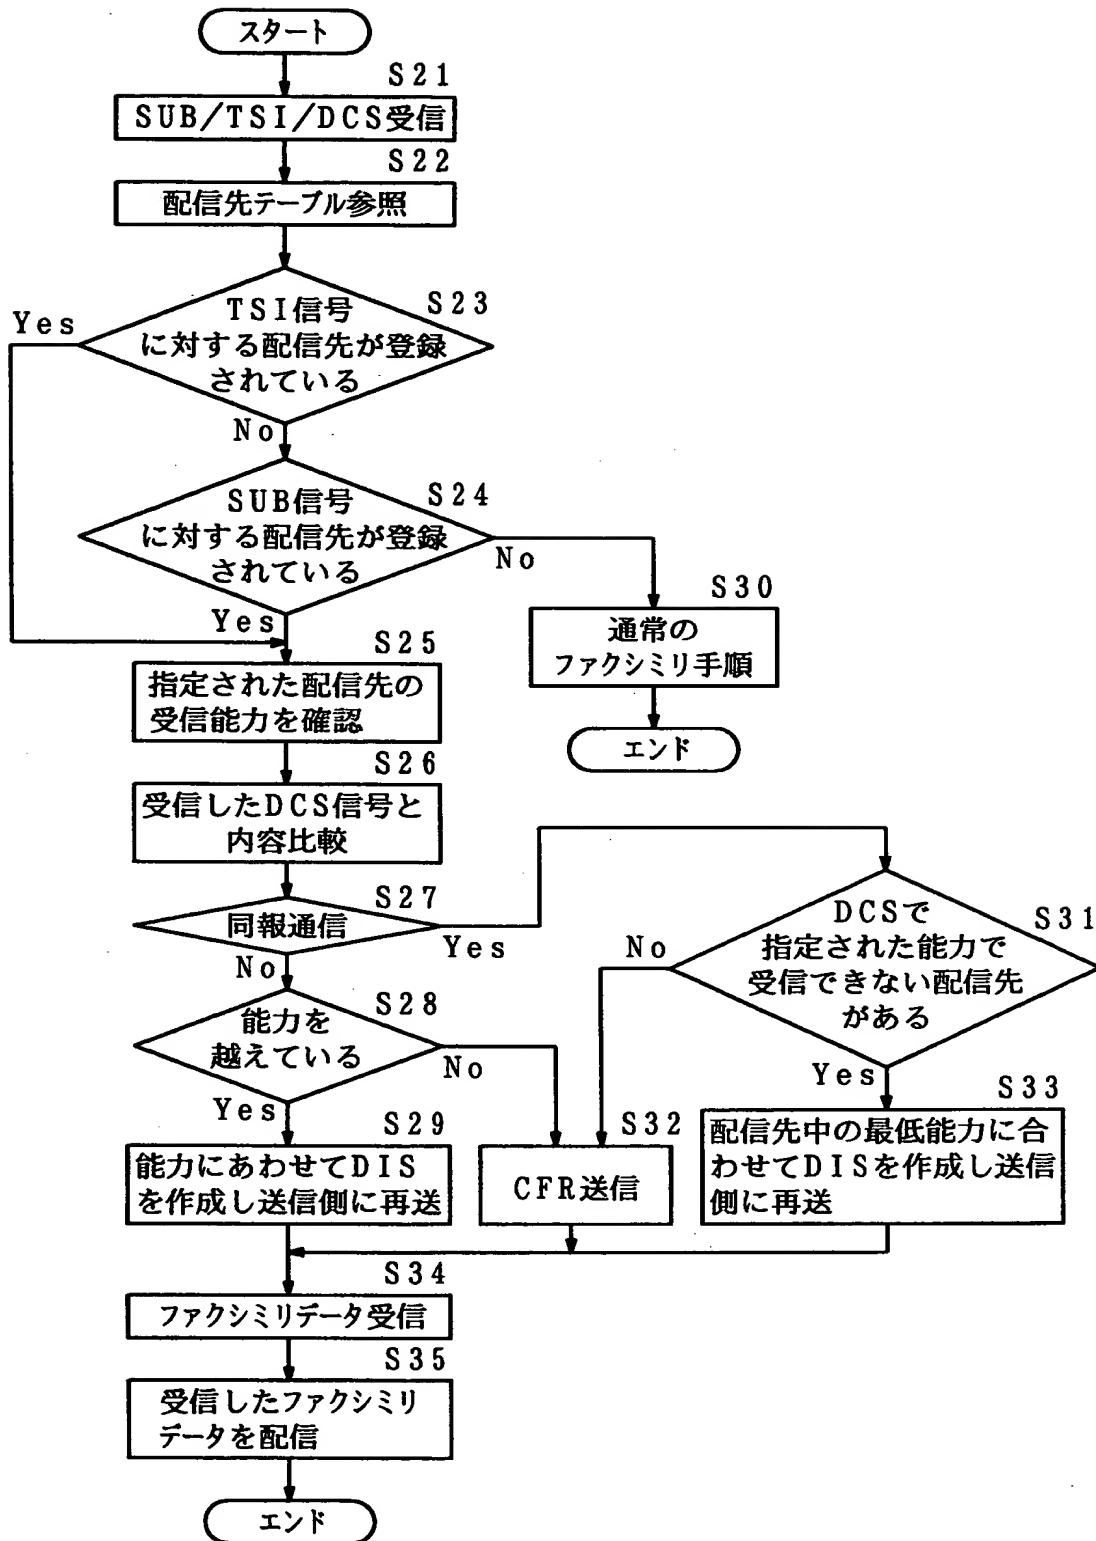 スタート
S21
SUB/TSI/DCS受信
S22
配信先テーブル参照
S23
TSI信号
に対する配信先が登録
されている
Yes
No
S24
SUB信号
に対する配信先が登録
されている
No
Yes
S30
通常の
ファクシミリ手順
エンド
S25
指定された配信先の
受信能力を確認
S26
受信したDCS信号と
内容比較
S27
同報通信
Yes
No
S31
DCSで
指定された能力で
受信できない配信先
がある
No
Yes
S28
能力を
越えている
No
Yes
S29
能力にあわせてDIS
を作成し送信側に再送
S32
CFR送信
S33
配信先中の最低能力に合
わせてDISを作成し送信
側に再送
S34
ファクシミリデータ受信
S35
受信したファクシミリ
データを配信
エンド